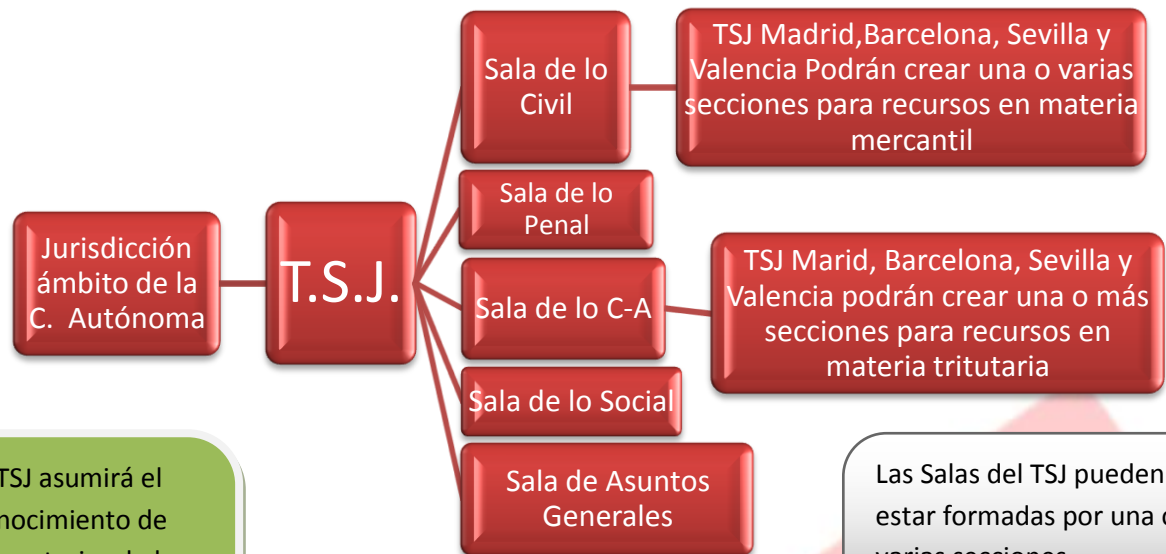 Jurisdicción
ámbito de la
C. Autónoma
T.S.J.
Sala de lo
Civil
TSJ Madrid,Barcelona, Sevilla y
Valencia Podrán crear una o varias
secciones para recursos en materia
mercantil
Sala de lo
Penal
Sala de lo C-A
TSJ Marid, Barcelona, Sevilla y
Valencia podrán crear una o más
secciones para recursos en
materia tritutaria
Sala de lo Social
Sala de Asuntos
Generales
TSJ asumirá el
nocimiento de
Las Salas del TSJ pueden
estar formadas por una o
varias secciones